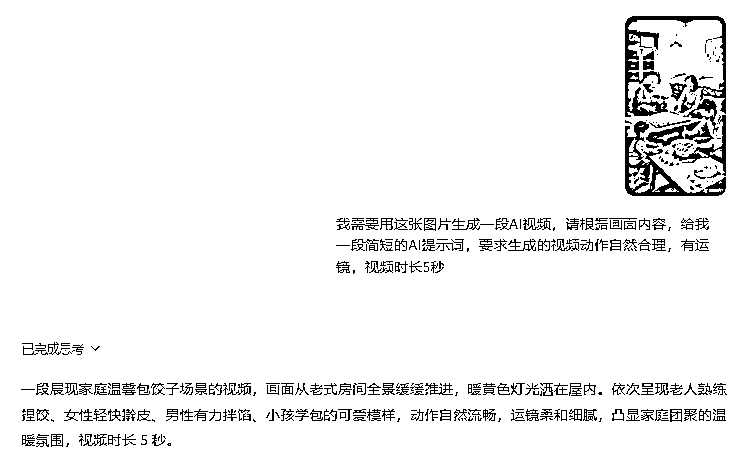 我需要用这张图片生成一段AI视频，请根据画面内容，给我
一段简短的AI提示词，要求生成的视频动作自然合理，有运
镜，视频时长5秒
已完成思考
一段展现家庭温馨包饺子场景的视频，画面从老式房间全景缓缓推进，暖黄色灯光洒在屋内。依次呈现老人熟练
捏饺、女性轻快擀皮、男性有力拌馅、小孩学包的可爱模样，动作自然流畅，运镜柔和细腻，凸显家庭团聚的温
暖氛围，视频时长 5 秒。